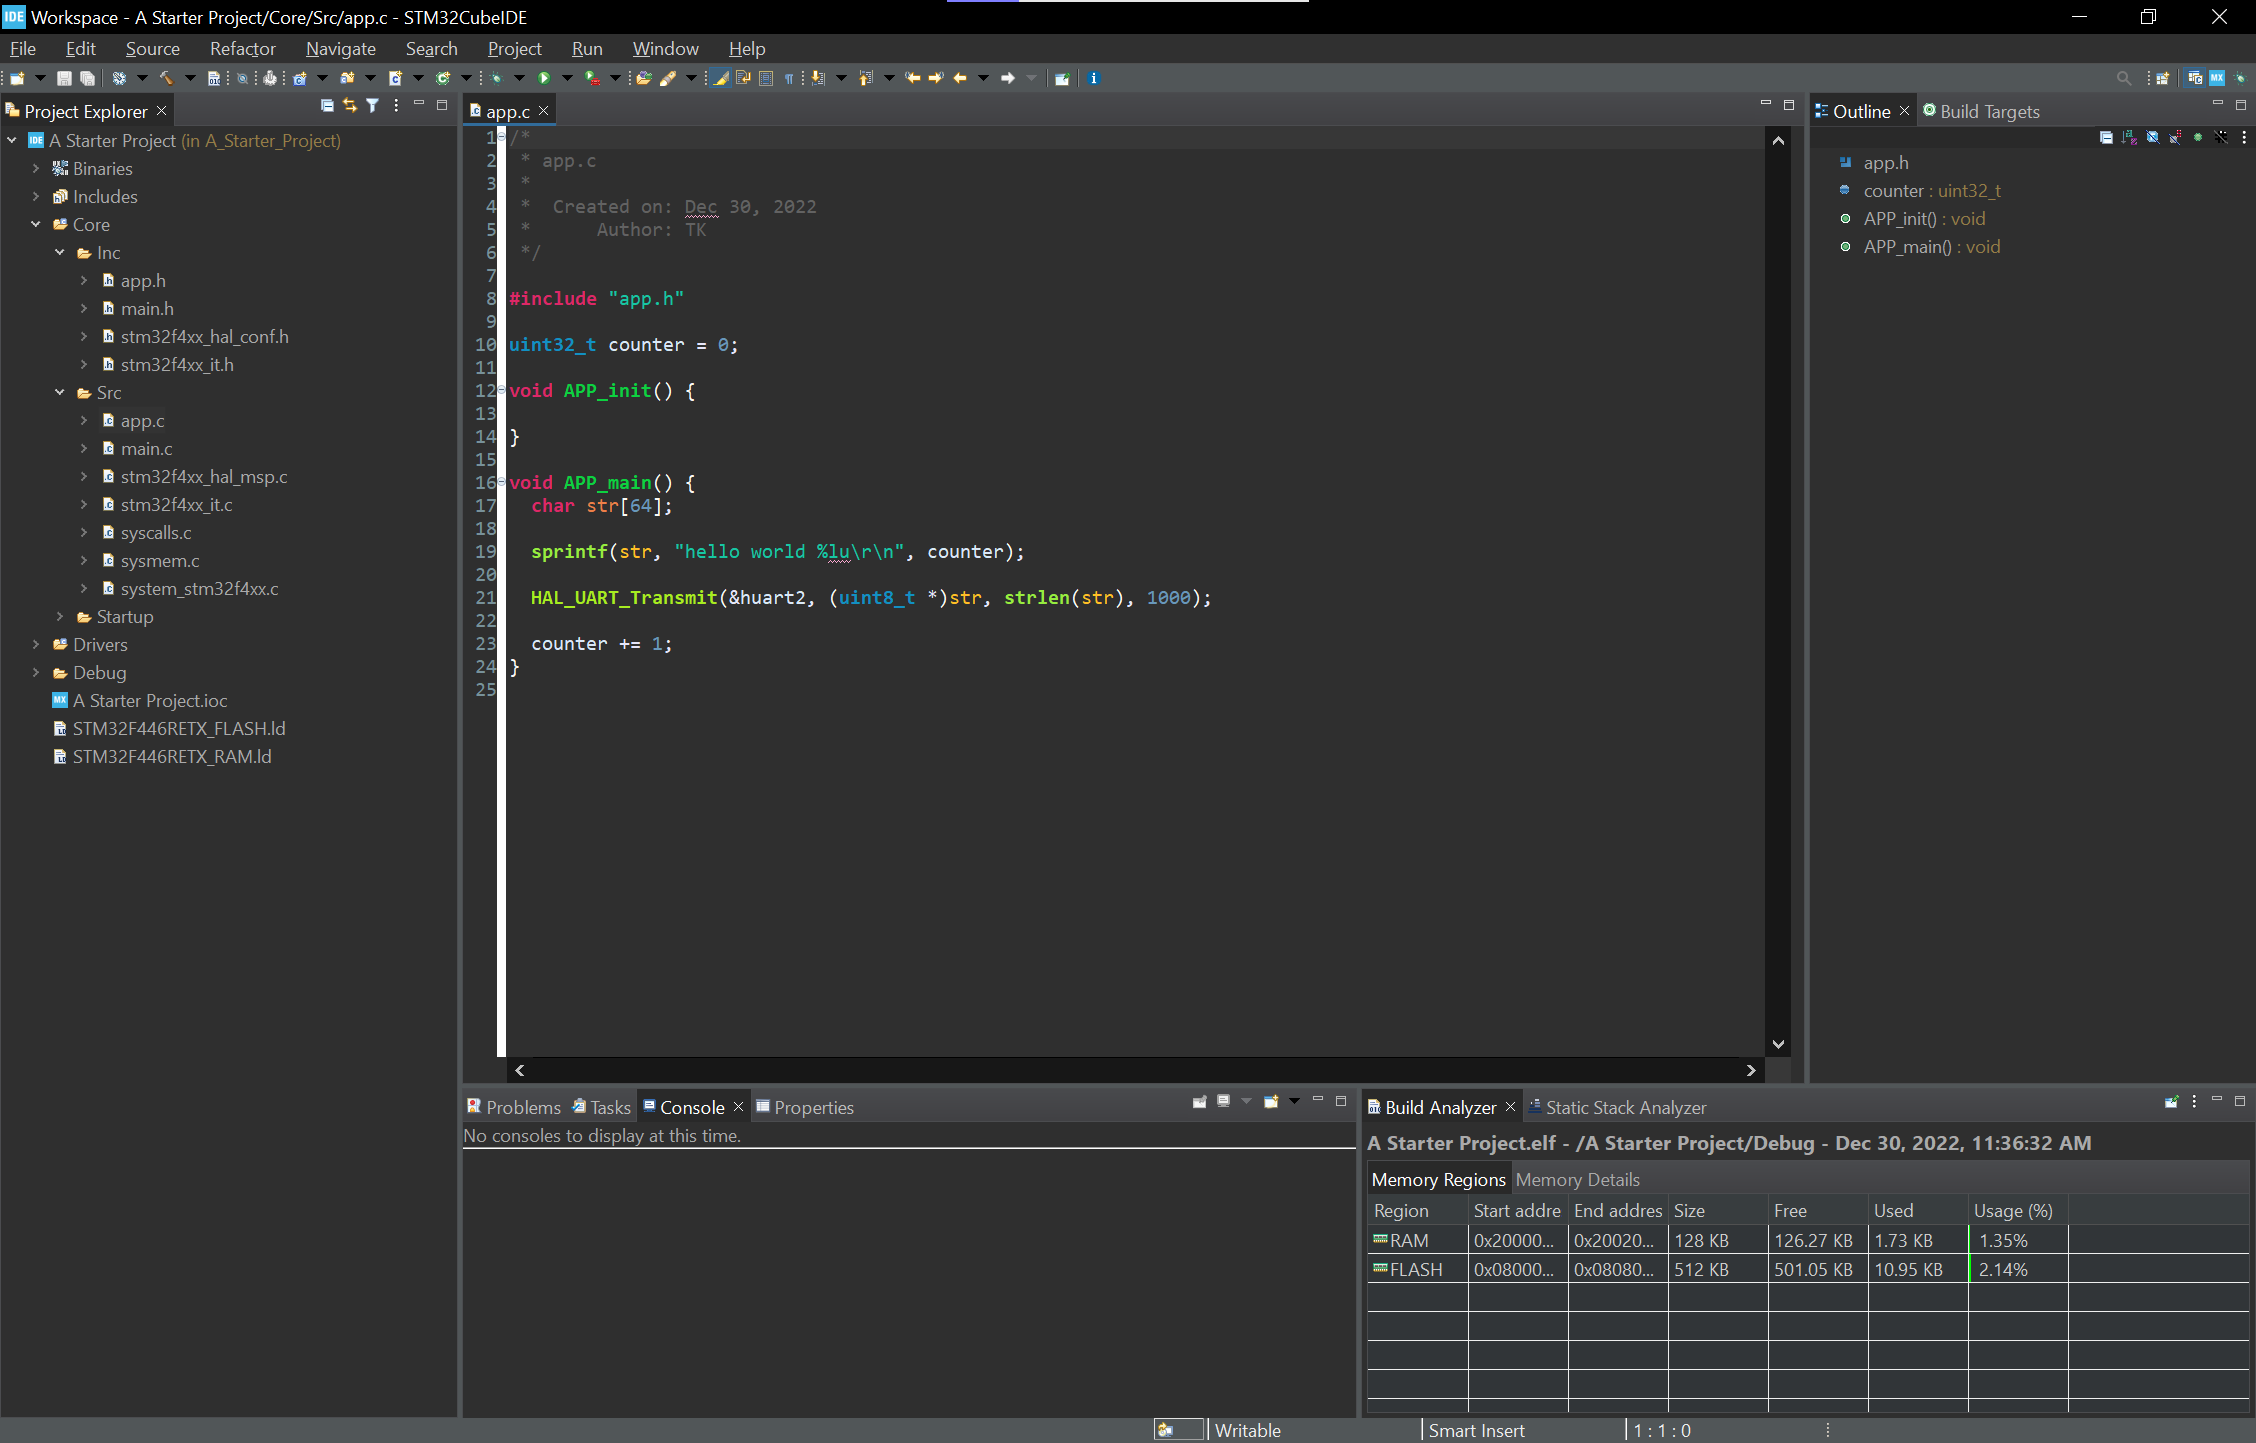 IDE Workspace - A Starter Project/Core/Src/app.c - STM32CubeIDE
File Edit Source Refactor Navigate Search Project Run Window Help
Project Explorer
IDE A Starter Project (in A_Starter_Project)
Binaries
Includes
Core
Inc
app.h
main.h
stm32f4xx_hal_conf.h
stm32f4xx_it.h
Src
app.c
main.c
stm32f4xx_hal_msp.c
stm32f4xx_it.c
syscalls.c
sysmem.c
system_stm32f4xx.c
Startup
Drivers
Debug
MX A Starter Project.ioc
STM32F446RETX_FLASH.ld
STM32F446RETX_RAM.ld
app.c
1 /*
2 * app.c
3 *
4 * Created on: Dec 30, 2022
5 * Author: TK
6 */
7
8 #include "app.h"
9
10 uint32_t counter = 0;
11
12 void APP_init() {
13
14 }
15
16 void APP_main() {
17 char str[64];
18
19 sprintf(str, "hello world %lu\r\n", counter);
20
21 HAL_UART_Transmit(&huart2, (uint8_t *)str, strlen(str), 1000);
22
23 counter += 1;
24 }
25
Outline Build Targets
app.h
counter : uint32_t
APP_init() : void
APP_main() : void
Problems Tasks Console Properties
No consoles to display at this time.
Build Analyzer Static Stack Analyzer
A Starter Project.elf - /A Starter Project/Debug - Dec 30, 2022, 11:36:32 AM
Memory Regions Memory Details
Region Start addre End addres Size Free Used Usage (%)
RAM 0x20000... 0x20020... 128 KB 126.27 KB 1.73 KB 1.35%
FLASH 0x08000... 0x08080... 512 KB 501.05 KB 10.95 KB 2.14%
Writable Smart Insert 1 : 1 : 0